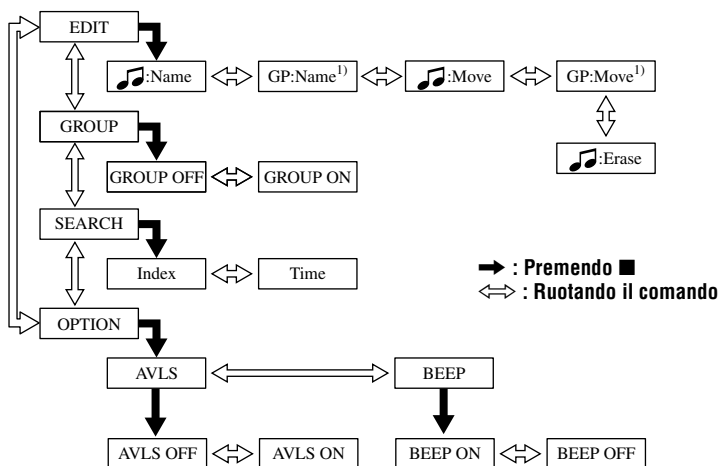 EDIT
:Name
GP:Name1)
:Move
GP:Move1)
GROUP
:Erase
GROUP OFF
GROUP ON
SEARCH
Index
Time
: Premendo ■
: Ruotando il comando
OPTION
AVLS
BEEP
AVLS OFF
AVLS ON
BEEP ON
BEEP OFF